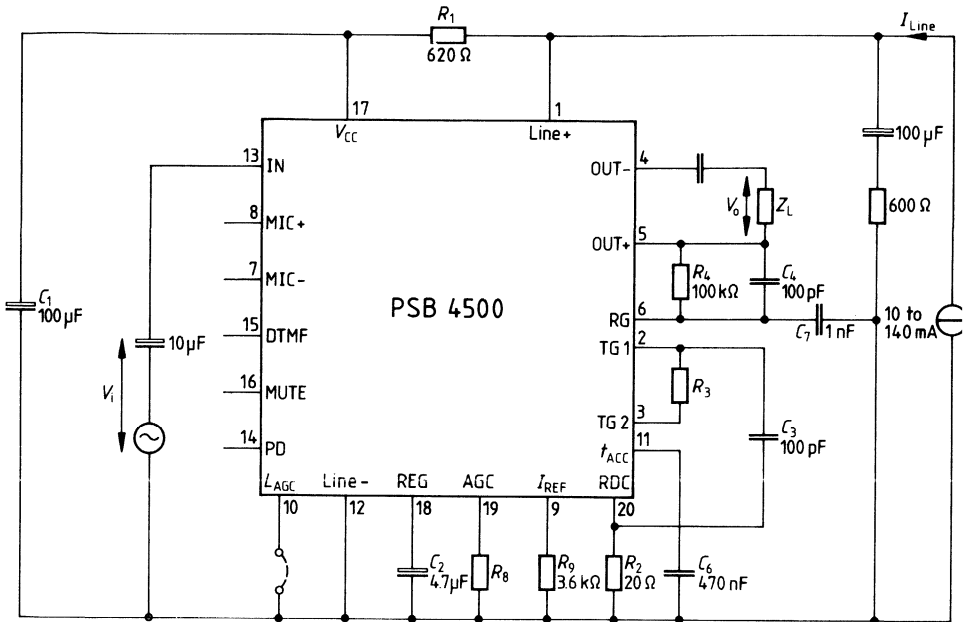 R1
620 Ω
ILine
17
1
VCC
Line+
100 μF
13
IN
OUT-
4
8
MIC+
Vo
ZL
600 Ω
OUT+
5
7
MIC-
R4
100 kΩ
C4
100 pF
C1
100 μF
PSB 4500
RG
6
C7
1 nF
10 to
140 mA
10 μF
15
DTMF
TG 1
2
Vi
16
MUTE
R3
TG 2
3
C3
100 pF
14
PD
tACC
11
LAGC
Line-
REG
AGC
IREF
RDC
10
12
18
19
9
20
C2
4.7 μF
R8
R9
3.6 kΩ
R2
20 Ω
C6
470 nF